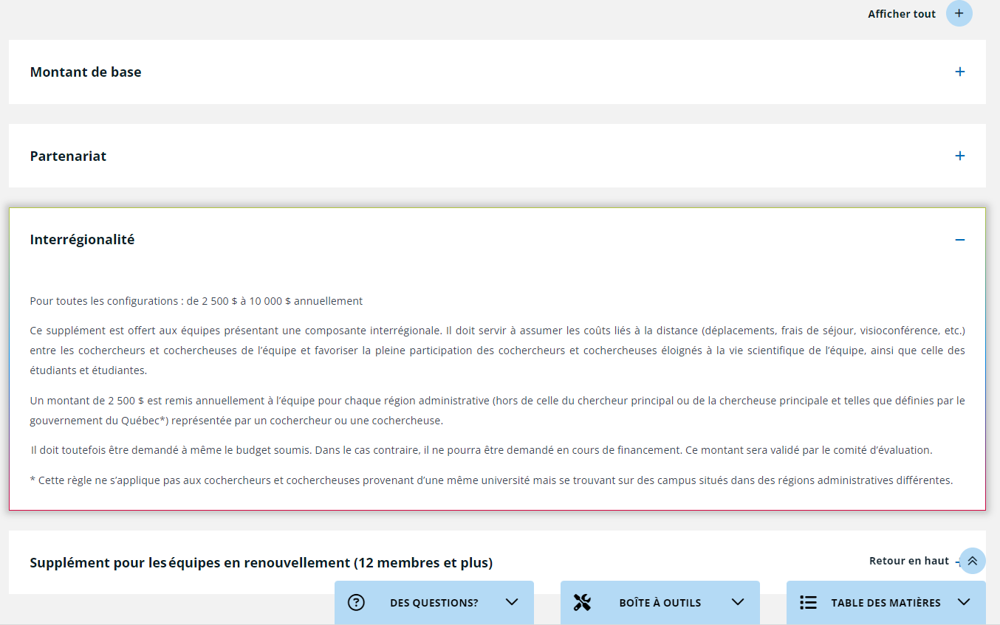 Afficher tout
Montant de base
Partenariat
Interrégionalité
Pour toutes les configurations : de 2 500 $ à 10 000 $ annuellement
Ce supplément est offert aux équipes présentant une composante interrégionale. Il doit servir à assumer les coûts liés à la distance (déplacements, frais de séjour, visioconférence, etc.)
entre les cochercheurs et cochercheuses de l’équipe et favoriser la pleine participation des cochercheurs et cochercheuses éloignés à la vie scientifique de l’équipe, ainsi que celle des
étudiants et étudiantes.
Un montant de 2 500 $ est remis annuellement à l’équipe pour chaque région administrative (hors de celle du chercheur principal ou de la chercheuse principale et telles que définies par le
gouvernement du Québec*) représentée par un cochercheur ou une cochercheuse.
Il doit toutefois être demandé à même le budget soumis. Dans le cas contraire, il ne pourra être demandé en cours de financement. Ce montant sera validé par le comité d’évaluation.
* Cette règle ne s’applique pas aux cochercheurs et cochercheuses provenant d’une même université mais se trouvant sur des campus situés dans des régions administratives différentes.
Supplément pour les équipes en renouvellement (12 membres et plus)
Retour en haut
DES QUESTIONS?
BOÎTE À OUTILS
TABLE DES MATIÈRES